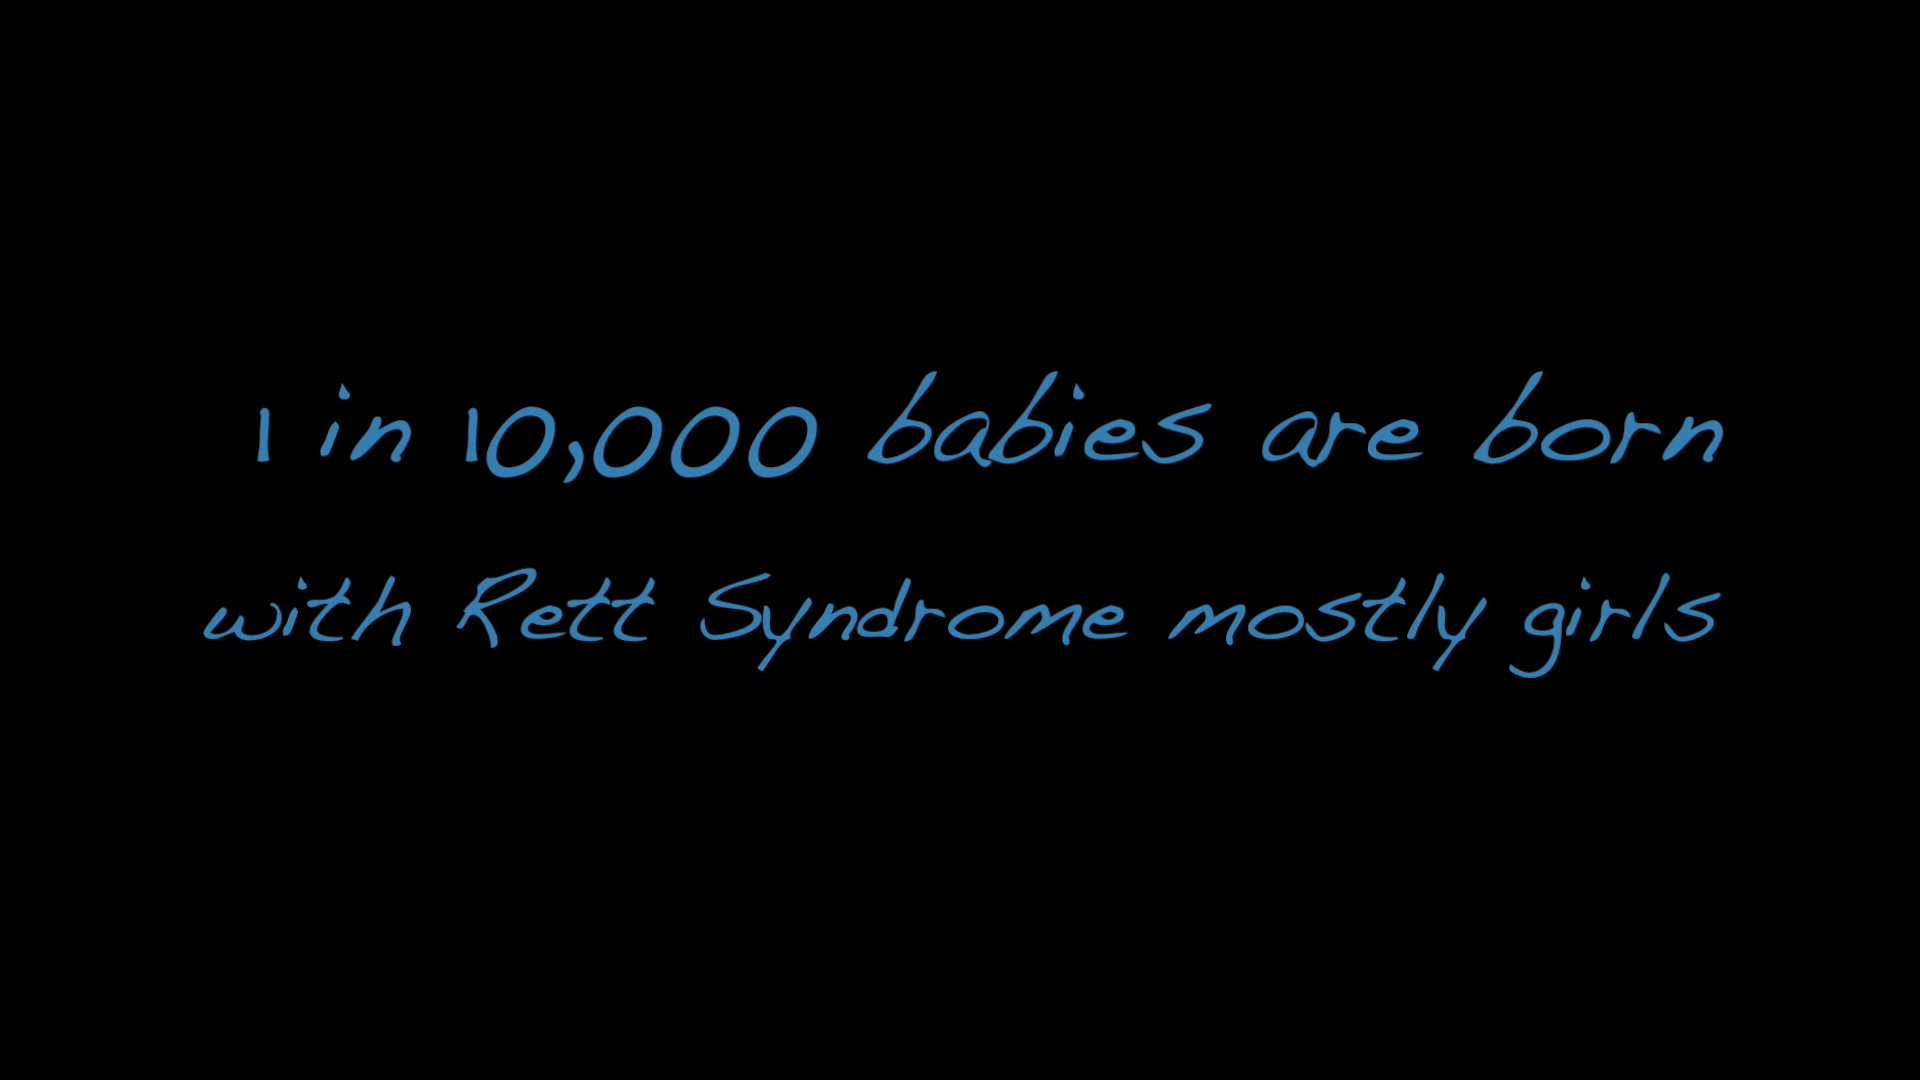 1 in 10,000 babies are born
with Rett Syndrome mostly girls